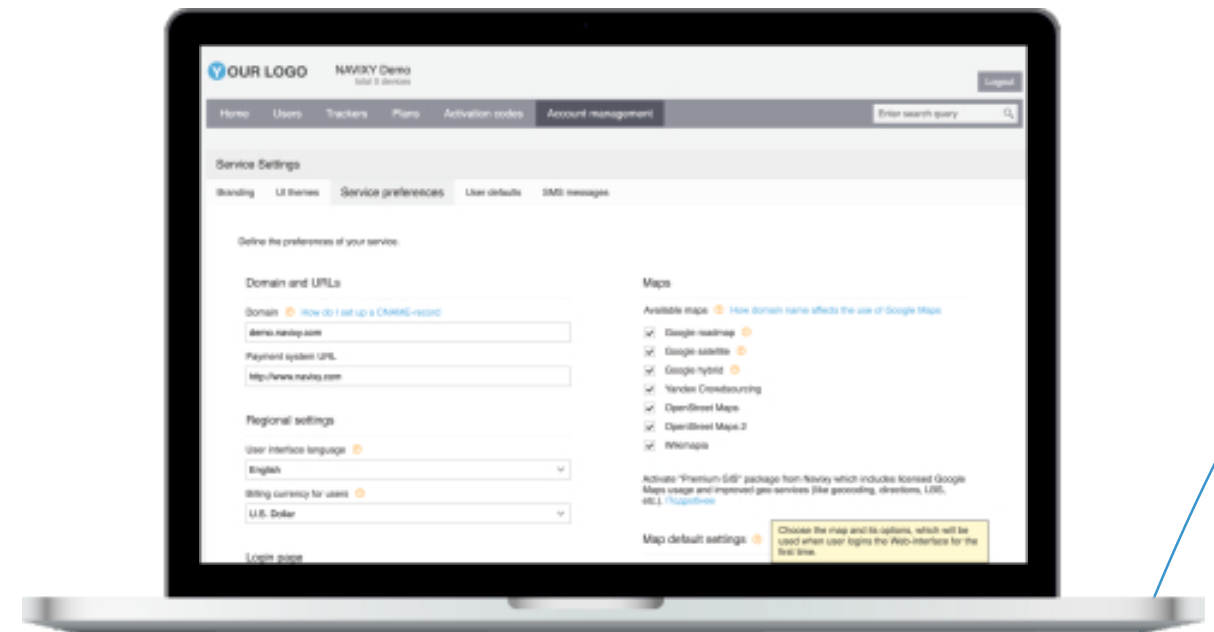 YOUR LOGO
NAVIXY Demo
total 0 devices
Logout
Home Users Trackers Plans Activation codes Account management
Enter search query
Service Settings
Branding UI themes Service preferences User defaults SMS messages
Define the preferences of your service.
Domain and URLs
Domain How do I set up a CNAME-record
demo.navixy.com
Payment system URL
http://www.navixy.com
Regional settings
User interface language
English
Billing currency for users
U.S. Dollar
Login page
Maps
Available maps How domain name affects the use of Google Maps
Google roadmap
Google satellite
Google hybrid
Yandex Crowdsourcing
OpenStreet Maps
OpenStreet Maps 2
Wikimapia
Activate "Premium GIS" package from Navixy which includes licensed Google
Maps usage and improved geo-services (like geocoding, directions, LBS,
etc.). Подробнее
Map default settings
Choose the map and its options, which will be
used when user logins the Web-interface for the
first time.